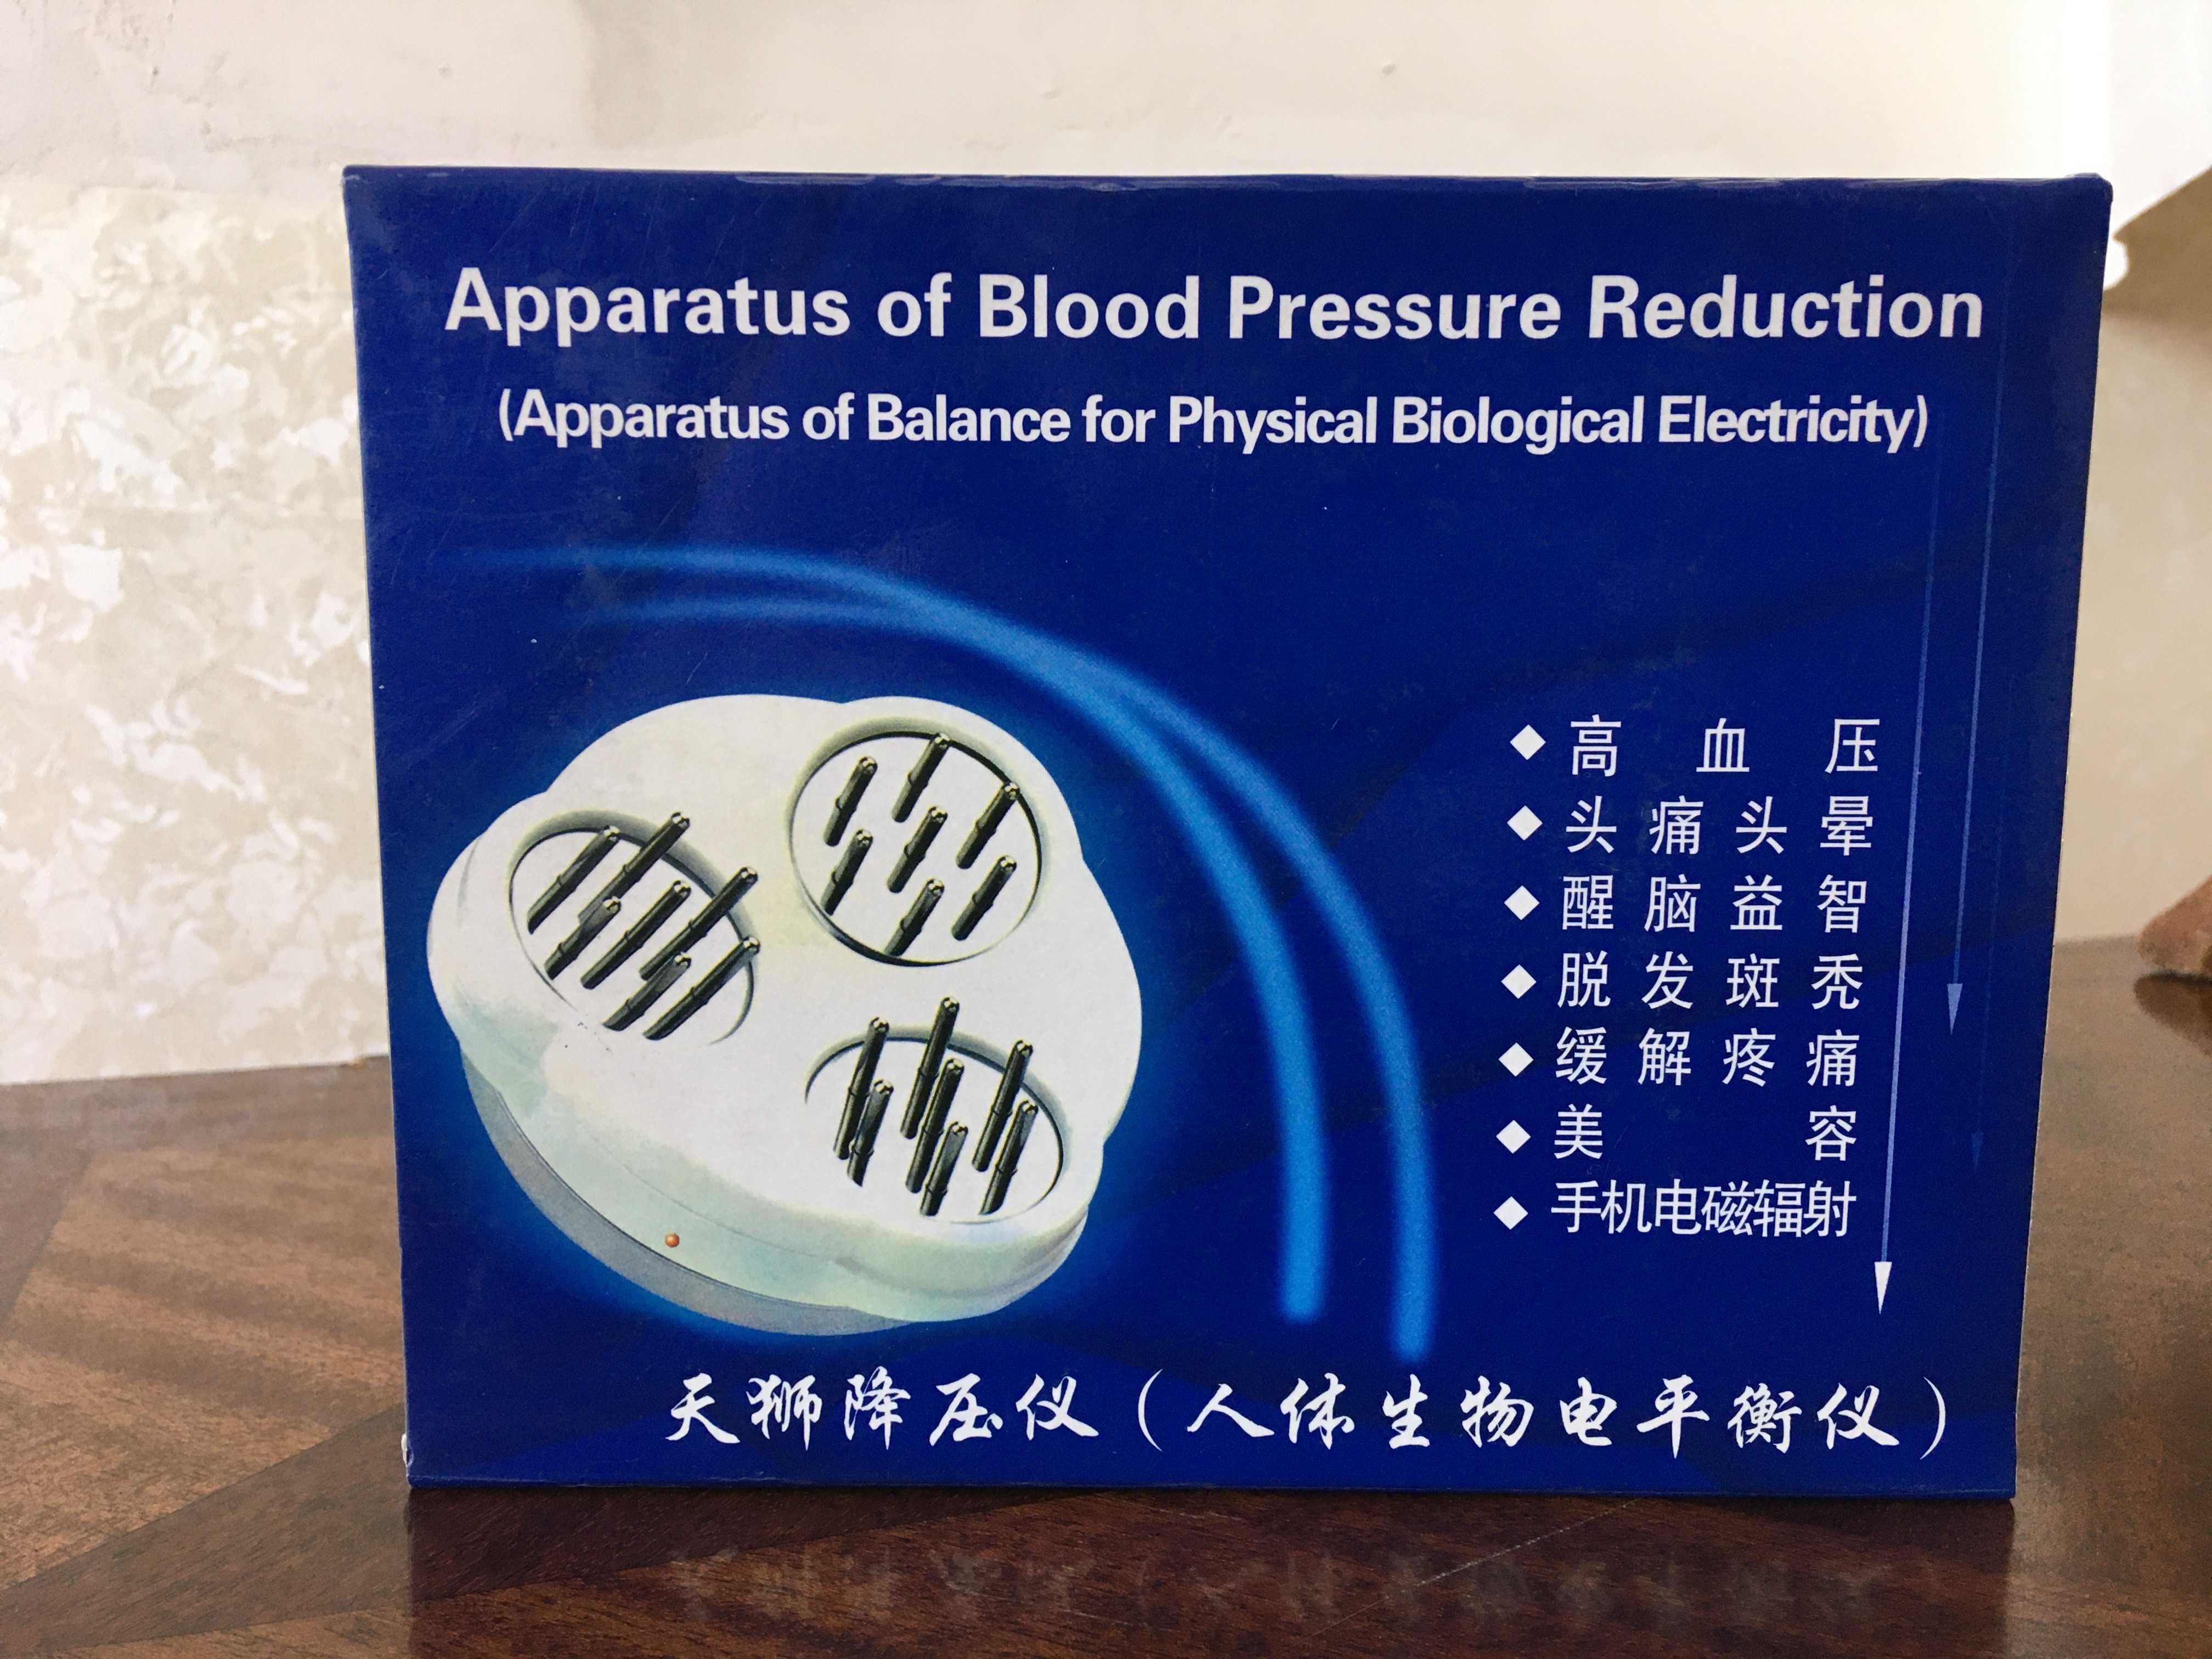 Apparatus of Blood Pressure Reduction
(Apparatus of Balance for Physical Biological Electricity)
◆ 高血压
◆ 头痛头晕
◆ 醒脑益智
◆ 脱发斑秃
◆ 缓解疼痛
◆ 美容
◆ 手机电磁辐射
天狮降压仪(人体生物电平衡仪)